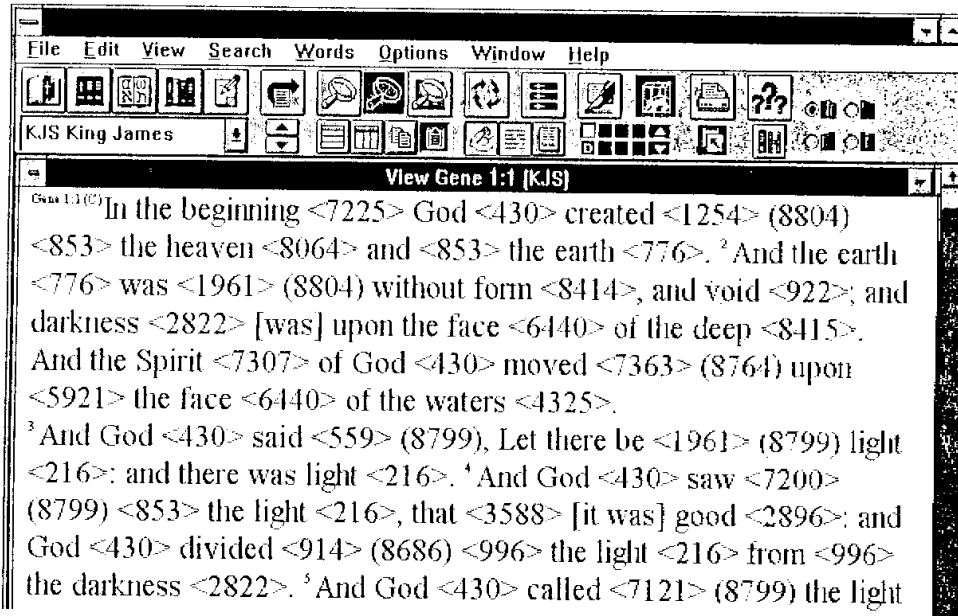 File Edit View Search Words Options Window Help
KJS King James
View Gene 1:1 (KJS)
Gene 1:1(C) In the beginning <7225> God <430> created <1254> (8804)
<853> the heaven <8064> and <853> the earth <776>. 2 And the earth
<776> was <1961> (8804) without form <8414>, and void <922>; and
darkness <2822> [was] upon the face <6440> of the deep <8415>.
And the Spirit <7307> of God <430> moved <7363> (8764) upon
<5921> the face <6440> of the waters <4325>.
3 And God <430> said <559> (8799), Let there be <1961> (8799) light
<216>: and there was light <216>. 4 And God <430> saw <7200>
(8799) <853> the light <216>, that <3588> [it was] good <2896>: and
God <430> divided <914> (8686) <996> the light <216> from <996>
the darkness <2822>. 5 And God <430> called <7121> (8799) the light